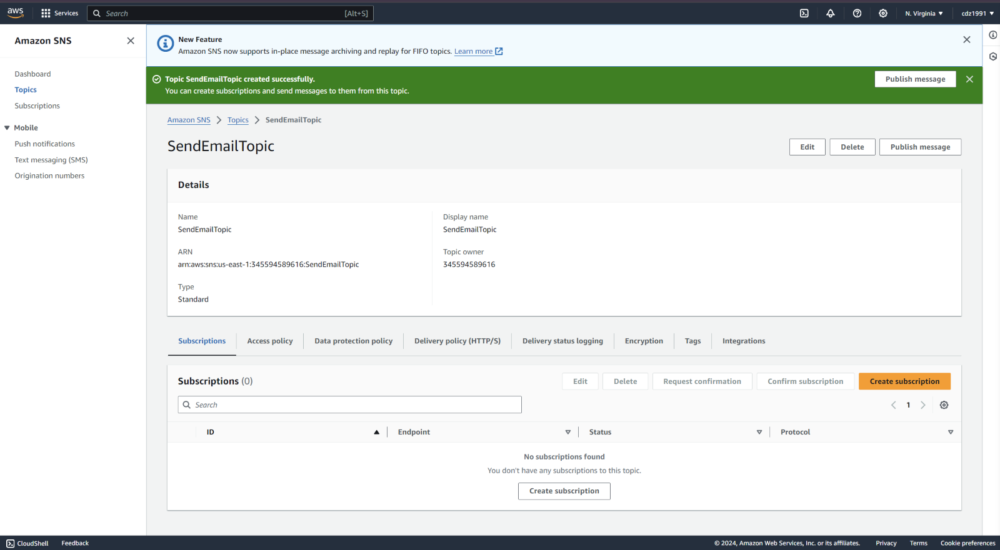 aws Services Search [Alt+S] N. Virginia cdz1991
Amazon SNS
Dashboard
Topics
Subscriptions
Mobile
Push notifications
Text messaging (SMS)
Origination numbers
New Feature
Amazon SNS now supports in-place message archiving and replay for FIFO topics. Learn more
Topic SendEmailTopic created successfully.
You can create subscriptions and send messages to them from this topic.
Publish message
Amazon SNS Topics SendEmailTopic
SendEmailTopic
Edit Delete Publish message
Details
Name
SendEmailTopic
ARN
arn:aws:sns:us-east-1:345594589616:SendEmailTopic
Type
Standard
Display name
SendEmailTopic
Topic owner
345594589616
Subscriptions Access policy Data protection policy Delivery policy (HTTP/S) Delivery status logging Encryption Tags Integrations
Subscriptions (0)
Edit Delete Request confirmation Confirm subscription Create subscription
Search
1
ID Endpoint Status Protocol
No subscriptions found
You don't have any subscriptions to this topic.
Create subscription
CloudShell Feedback © 2024, Amazon Web Services, Inc. or its affiliates. Privacy Terms Cookie preferences